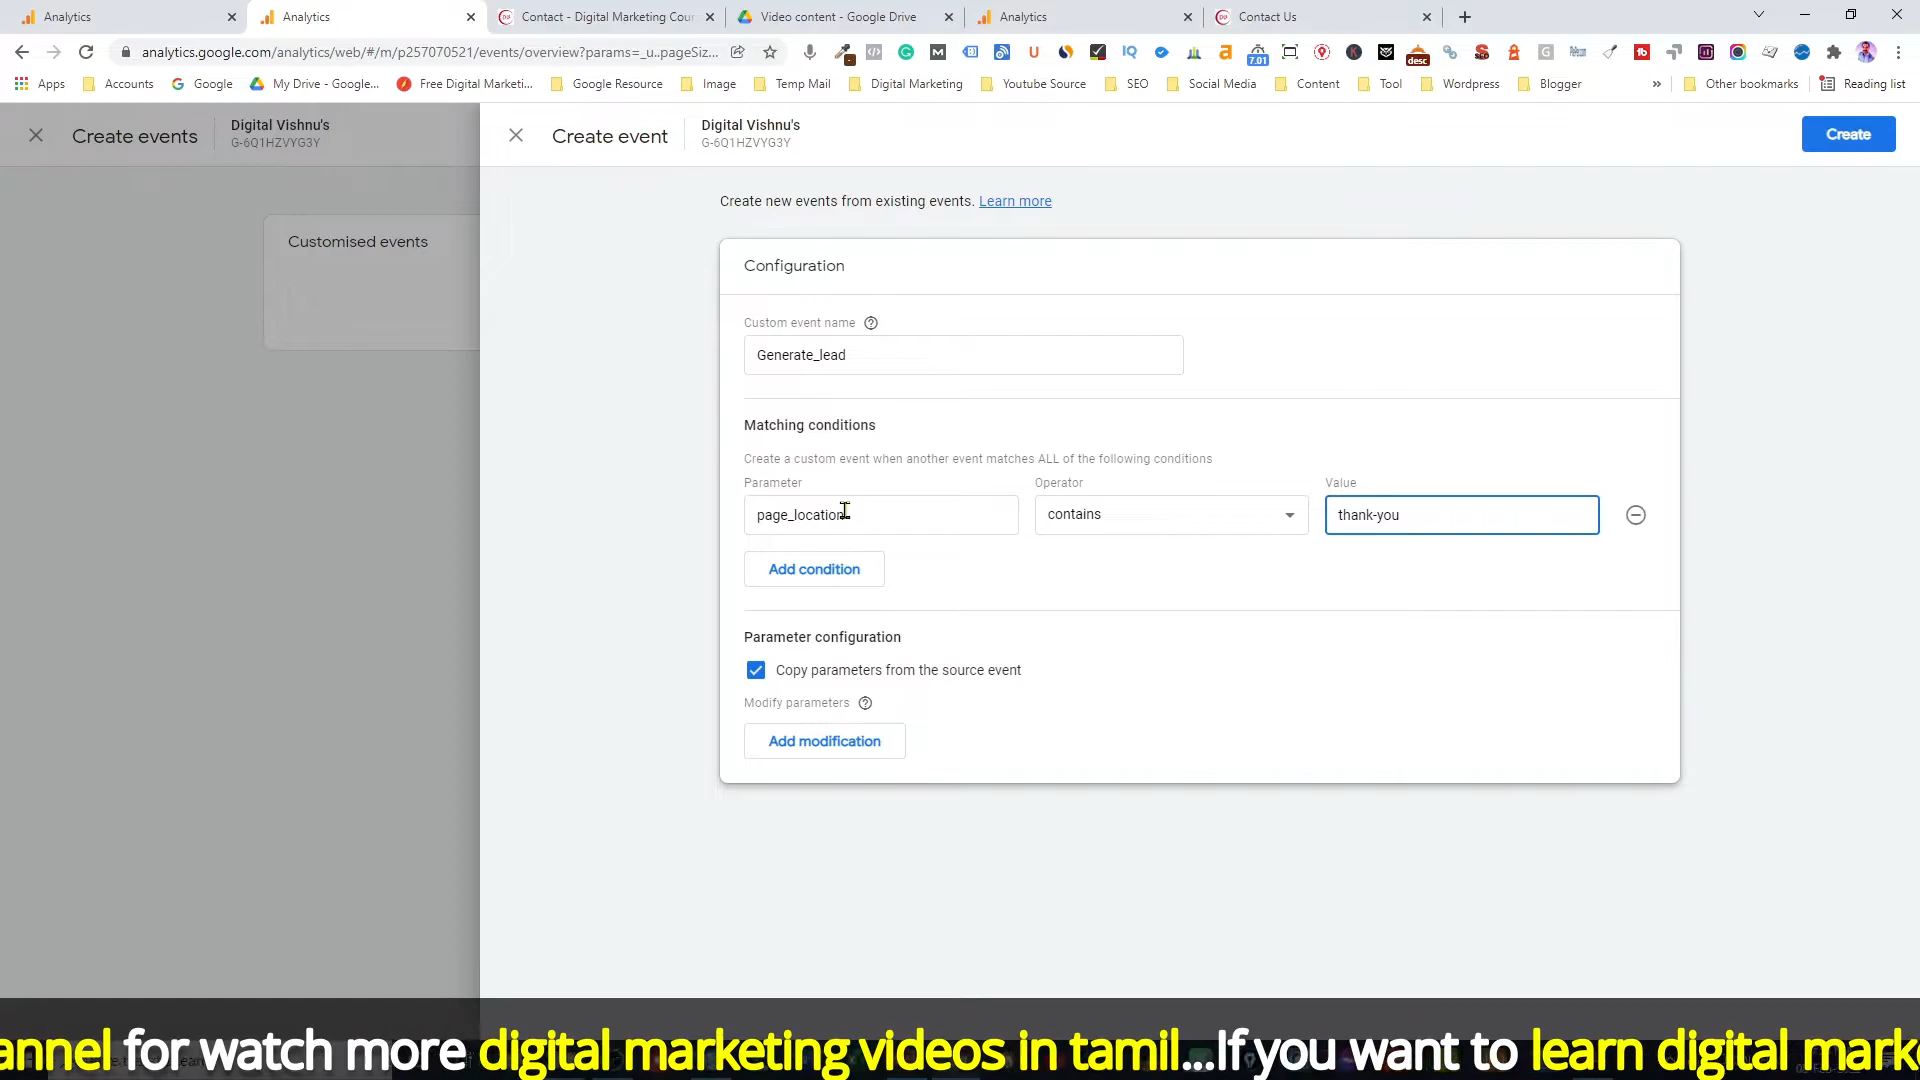 Analytics
Analytics
Contact - Digital Marketing Cour
Video content - Google Drive
Analytics
Contact Us
analytics.google.com/analytics/web/#/m/p257070521/events/overview?params=_u..pageSiz...
7.01
desc
Apps
Accounts
Google
My Drive - Google...
Free Digital Marketi...
Google Resource
Image
Temp Mail
Digital Marketing
Youtube Source
SEO
Social Media
Content
Tool
Wordpress
Blogger
»
Other bookmarks
Reading list
Create events
Digital Vishnu's
G-6Q1HZVYG3Y
Create event
Digital Vishnu's
G-6Q1HZVYG3Y
Create
Customised events
Create new events from existing events. Learn more
Configuration
Custom event name
Generate_lead
Matching conditions
Create a custom event when another event matches ALL of the following conditions
Parameter
Operator
Value
page_location
contains
thank-you
Add condition
Parameter configuration
Copy parameters from the source event
Modify parameters
Add modification
annel for watch more digital marketing videos in tamil...If you want to learn digital marke